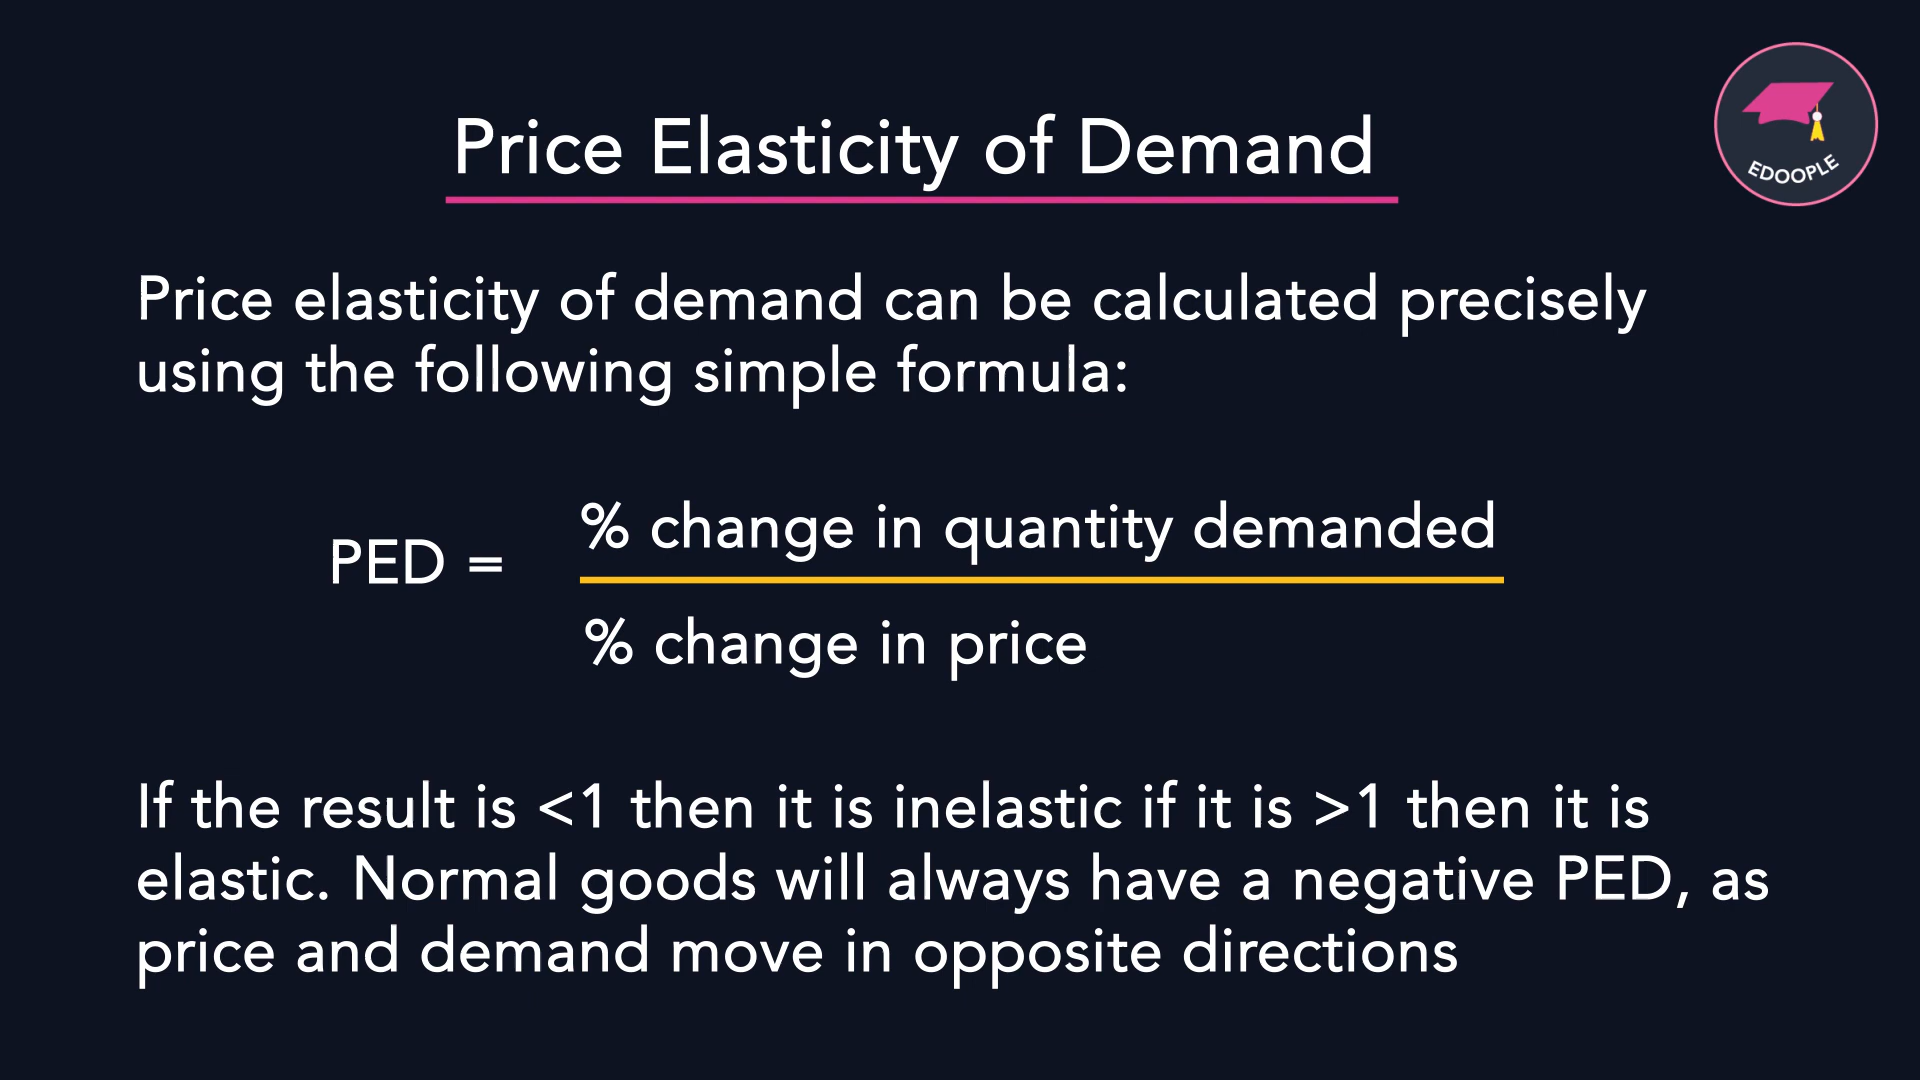 EDOOPLE
Price Elasticity of Demand
Price elasticity of demand can be calculated precisely
using the following simple formula:
% change in quantity demanded
PED =
% change in price
If the result is <1 then it is inelastic if it is >1 then it is
elastic. Normal goods will always have a negative PED, as
price and demand move in opposite directions